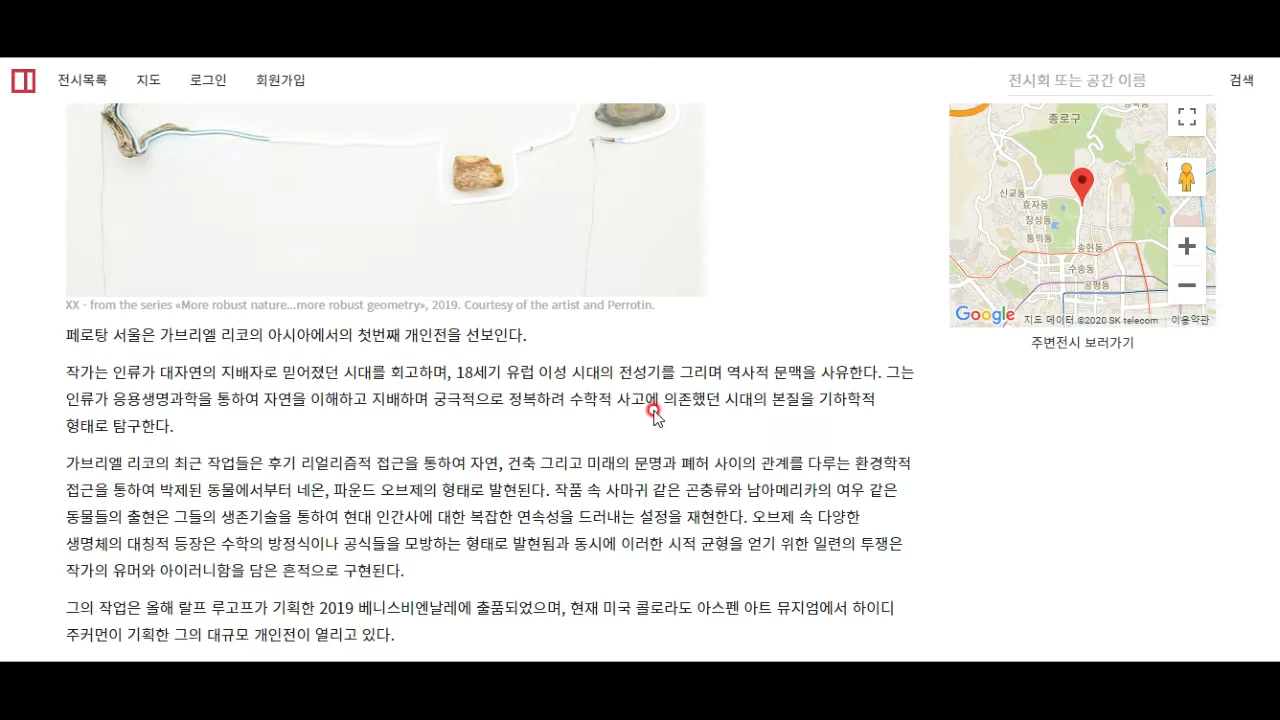 전시목록 지도 로그인 회원가입 전시회 또는 공간 이름 검색
XX - from the series «More robust nature...more robust geometry», 2019. Courtesy of the artist and Perrotin.
페로탕 서울은 가브리엘 리코의 아시아에서의 첫번째 개인전을 선보인다.
작가는 인류가 대자연의 지배자로 믿어졌던 시대를 회고하며, 18세기 유럽 이성 시대의 전성기를 그리며 역사적 문맥을 사유한다. 그는
인류가 응용생명과학을 통하여 자연을 이해하고 지배하며 궁극적으로 정복하려 수학적 사고에 의존했던 시대의 본질을 기하학적
형태로 탐구한다.
가브리엘 리코의 최근 작업들은 후기 리얼리즘적 접근을 통하여 자연, 건축 그리고 미래의 문명과 폐허 사이의 관계를 다루는 환경학적
접근을 통하여 박제된 동물에서부터 네온, 파운드 오브제의 형태로 발현된다. 작품 속 사마귀 같은 곤충류와 남아메리카의 여우 같은
동물들의 출현은 그들의 생존기술을 통하여 현대 인간사에 대한 복잡한 연속성을 드러내는 설정을 재현한다. 오브제 속 다양한
생명체의 대칭적 등장은 수학의 방정식이나 공식들을 모방하는 형태로 발현됨과 동시에 이러한 시적 균형을 얻기 위한 일련의 투쟁은
작가의 유머와 아이러니함을 담은 흔적으로 구현된다.
그의 작업은 올해 랄프 루고프가 기획한 2019 베니스비엔날레에 출품되었으며, 현재 미국 콜로라도 아스펜 아트 뮤지엄에서 하이디
주커먼이 기획한 그의 대규모 개인전이 열리고 있다.
종로구
신교동
효자동
창성동
통의동
송현동
수송동
공평동
Google 지도 데이터 ©2020 SK telecom 이용약관
주변전시 보러가기